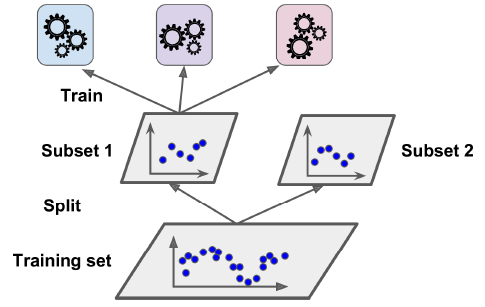 Train
Subset 1
Subset 2
Split
Training set